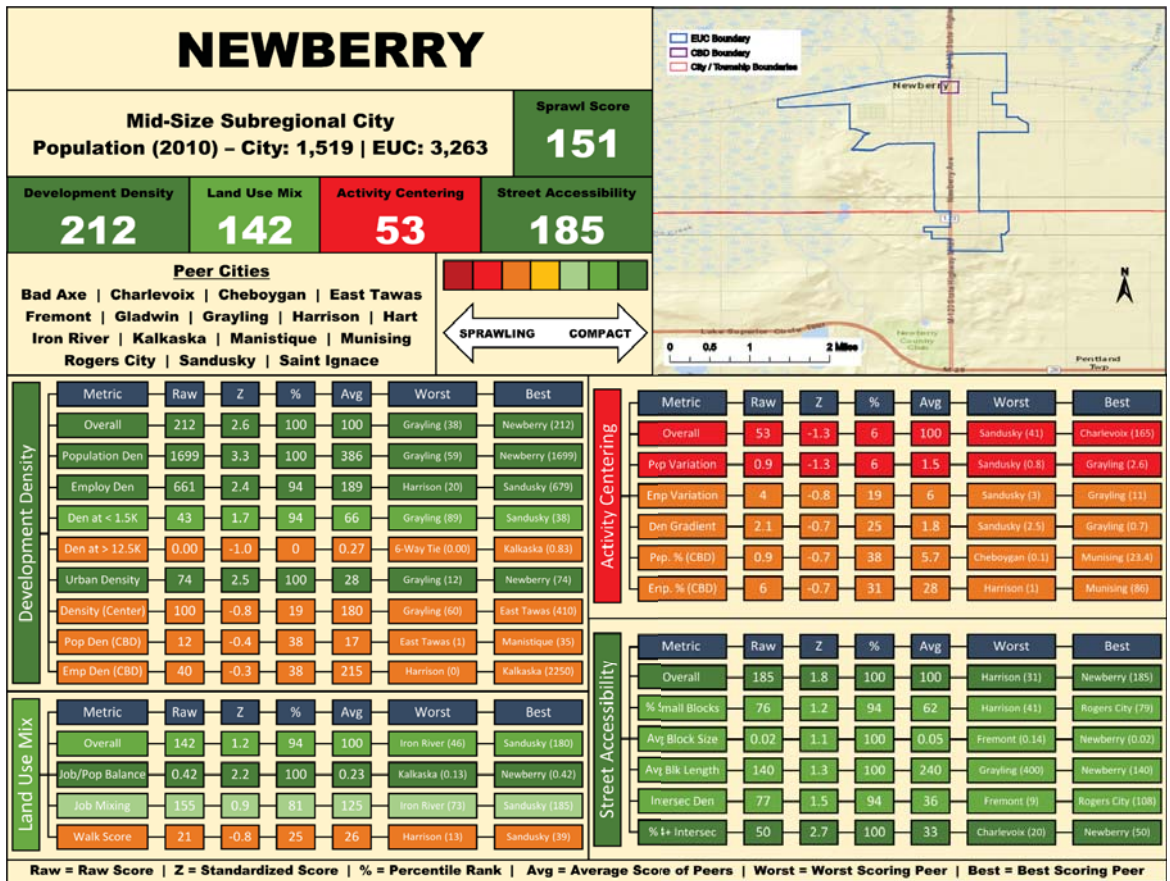 NEWBERRY
Mid-Size Subregional City
Population (2010) – City: 1,519 | EUC: 3,263
Sprawl Score
151
Development Density
212
Land Use Mix
142
Activity Centering
53
Street Accessibility
185
Peer Cities
Bad Axe | Charlevoix | Cheboygan | East Tawas
Fremont | Gladwin | Grayling | Harrison | Hart
Iron River | Kalkaska | Manistique | Munising
Rogers City | Sandusky | Saint Ignace
SPRAWLING COMPACT
EUC Boundary
CBD Boundary
City / Township Boundaries
Newberry
Newberry Ave
N
Newberry
Country
Club
M-28
28
Pentland
Twp
0 0.5 1 2 Miles
Development Density
Metric Raw Z % Avg Worst Best
Overall 212 2.6 100 100 Grayling (38) Newberry (212)
Population Den 1699 3.3 100 386 Grayling (59) Newberry (1699)
Employ Den 661 2.4 94 189 Harrison (20) Sandusky (679)
Den at < 1.5K 43 1.7 94 66 Grayling (89) Sandusky (38)
Den at > 12.5K 0.00 -1.0 0 0.27 6-Way Tie (0.00) Kalkaska (0.83)
Urban Density 74 2.5 100 28 Grayling (12) Newberry (74)
Density (Center) 100 -0.8 19 180 Grayling (60) East Tawas (410)
Pop Den (CBD) 12 -0.4 38 17 East Tawas (1) Manistique (35)
Emp Den (CBD) 40 -0.3 38 215 Harrison (0) Kalkaska (2250)
Land Use Mix
Metric Raw Z % Avg Worst Best
Overall 142 1.2 94 100 Iron River (46) Sandusky (180)
Job/Pop Balance 0.42 2.2 100 0.23 Kalkaska (0.13) Newberry (0.42)
Job Mixing 155 0.9 81 125 Iron River (73) Sandusky (185)
Walk Score 21 -0.8 25 26 Harrison (13) Sandusky (39)
Activity Centering
Metric Raw Z % Avg Worst Best
Overall 53 -1.3 6 100 Sandusky (41) Charlevoix (165)
Pop Variation 0.9 -1.3 6 1.5 Sandusky (0.8) Grayling (2.6)
Emp Variation 4 -0.8 19 6 Sandusky (3) Grayling (11)
Den Gradient 2.1 -0.7 25 1.8 Sandusky (2.5) Grayling (0.7)
Pop. % (CBD) 0.9 -0.7 38 5.7 Cheboygan (0.1) Munising (23.4)
Emp. % (CBD) 6 -0.7 31 28 Harrison (1) Munising (86)
Street Accessibility
Metric Raw Z % Avg Worst Best
Overall 185 1.8 100 100 Harrison (31) Newberry (185)
% Small Blocks 76 1.2 94 62 Harrison (41) Rogers City (79)
Avg Block Size 0.02 1.1 100 0.05 Fremont (0.14) Newberry (0.02)
Avg Blk Length 140 1.3 100 240 Grayling (400) Newberry (140)
Intersec Den 77 1.5 94 36 Fremont (9) Rogers City (108)
% 4+ Intersec 50 2.7 100 33 Charlevoix (20) Newberry (50)
Raw = Raw Score | Z = Standardized Score | % = Percentile Rank | Avg = Average Score of Peers | Worst = Worst Scoring Peer | Best = Best Scoring Peer